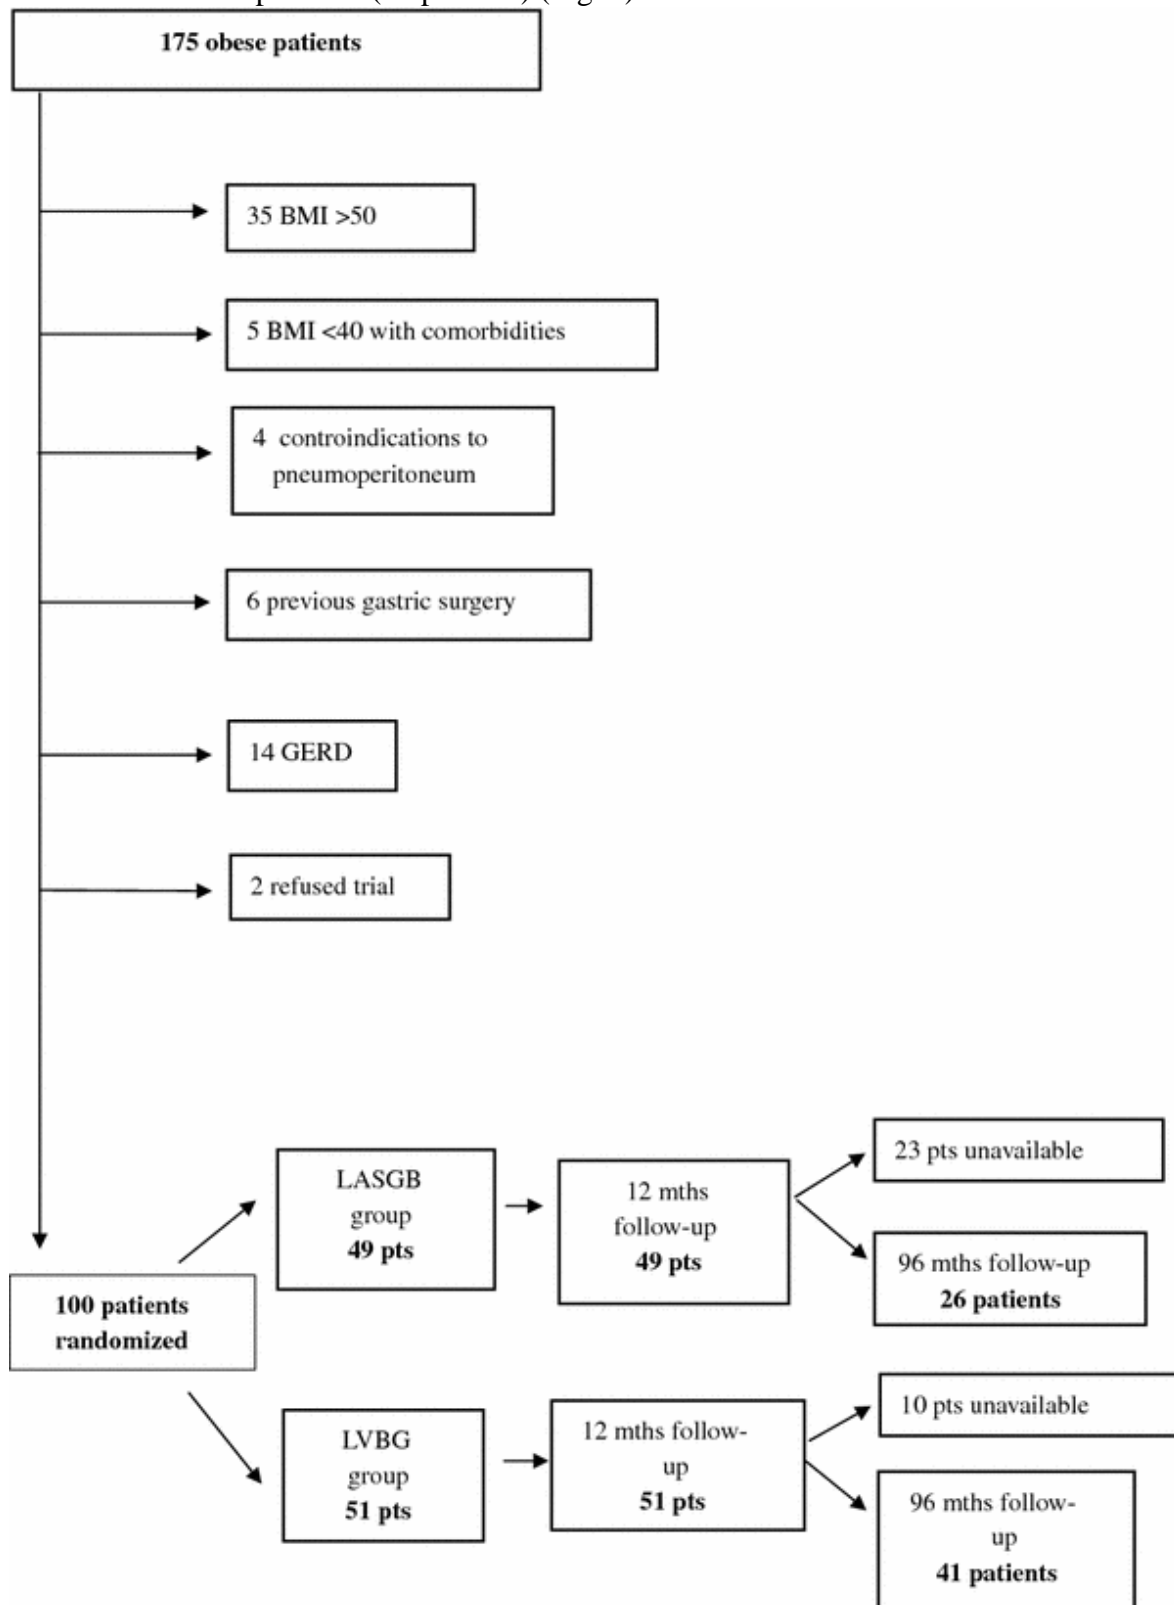 175 obese patients
35 BMI >50
5 BMI <40 with comorbidities
4 controindications to
pneumoperitoneum
6 previous gastric surgery
14 GERD
2 refused trial
LASGB
group
49 pts
12 mths
follow-up
49 pts
23 pts unavailable
96 mths follow-up
26 patients
100 patients
randomized
LVBG
group
51 pts
12 mths follow-
up
51 pts
10 pts unavailable
96 mths follow-
up
41 patients